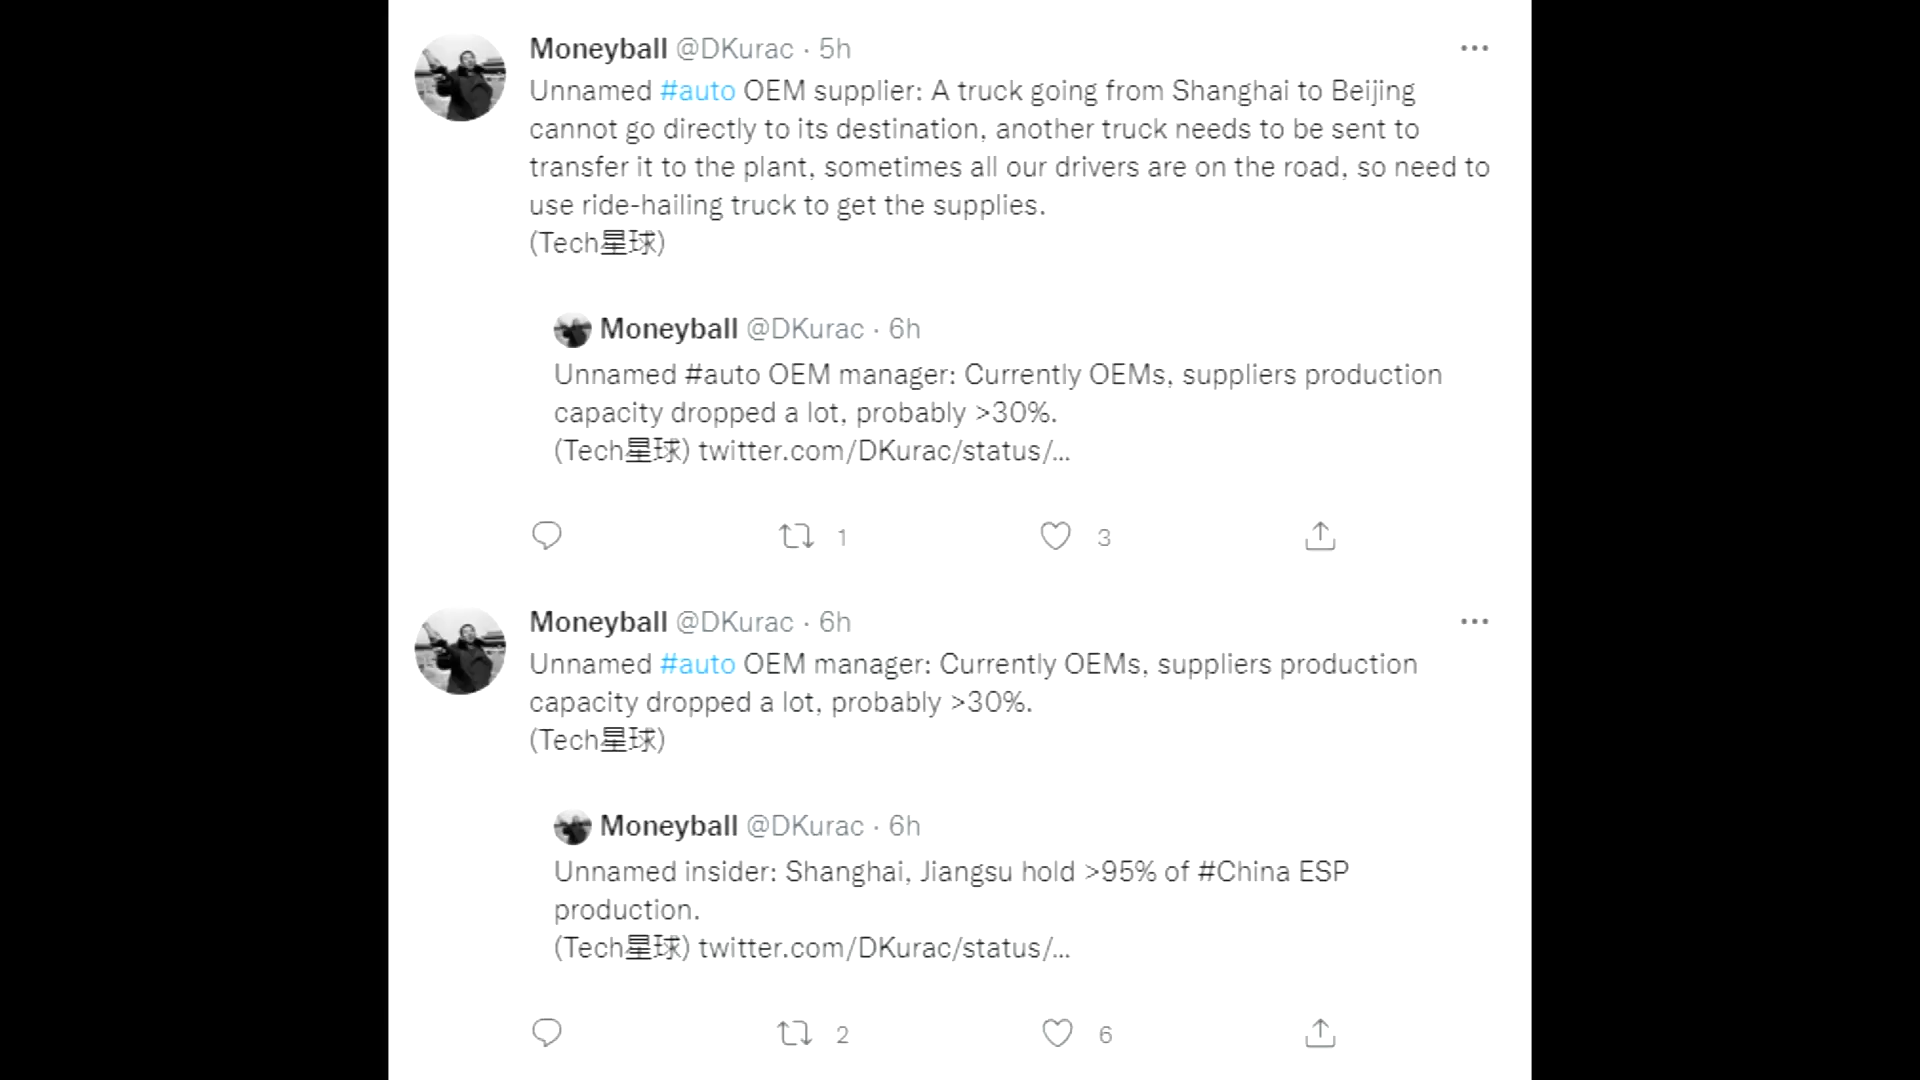 Moneyball @DKurac · 5h
Unnamed #auto OEM supplier: A truck going from Shanghai to Beijing
cannot go directly to its destination, another truck needs to be sent to
transfer it to the plant, sometimes all our drivers are on the road, so need to
use ride-hailing truck to get the supplies.
(Tech星球)
Moneyball @DKurac · 6h
Unnamed #auto OEM manager: Currently OEMs, suppliers production
capacity dropped a lot, probably >30%.
(Tech星球) twitter.com/DKurac/status/...
1 3
Moneyball @DKurac · 6h
Unnamed #auto OEM manager: Currently OEMs, suppliers production
capacity dropped a lot, probably >30%.
(Tech星球)
Moneyball @DKurac · 6h
Unnamed insider: Shanghai, Jiangsu hold >95% of #China ESP
production.
(Tech星球) twitter.com/DKurac/status/...
2 6